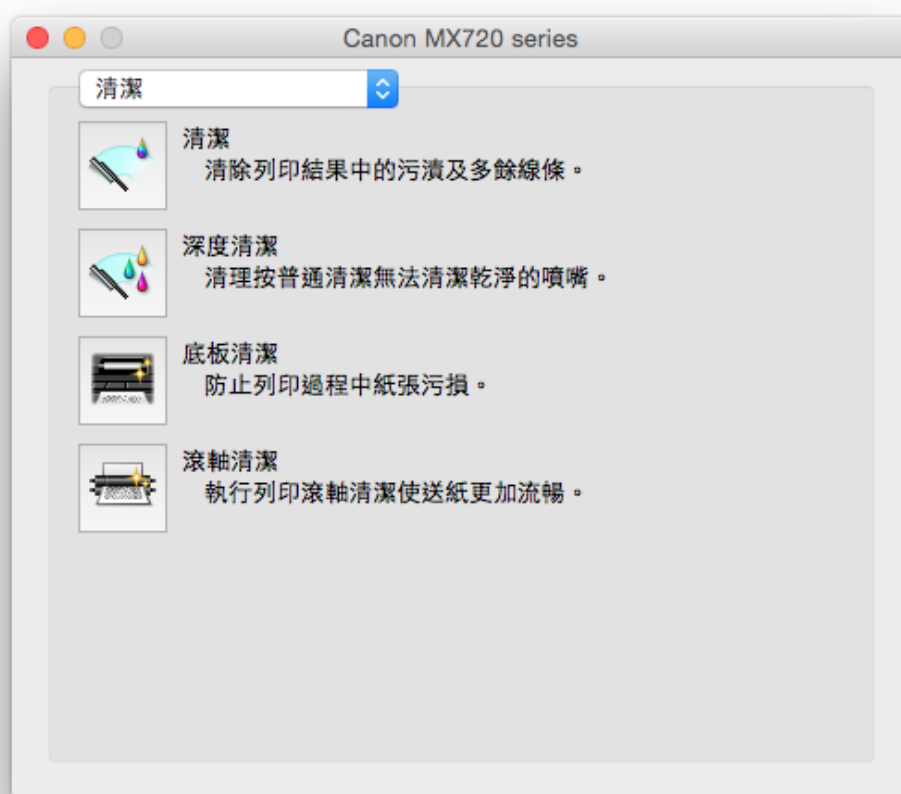 Canon MX720 series
清潔
清潔
清除列印結果中的污漬及多餘線條。
深度清潔
清理按普通清潔無法清潔乾淨的噴嘴。
底板清潔
防止列印過程中紙張污損。
滾軸清潔
執行列印滾軸清潔使送紙更加流暢。